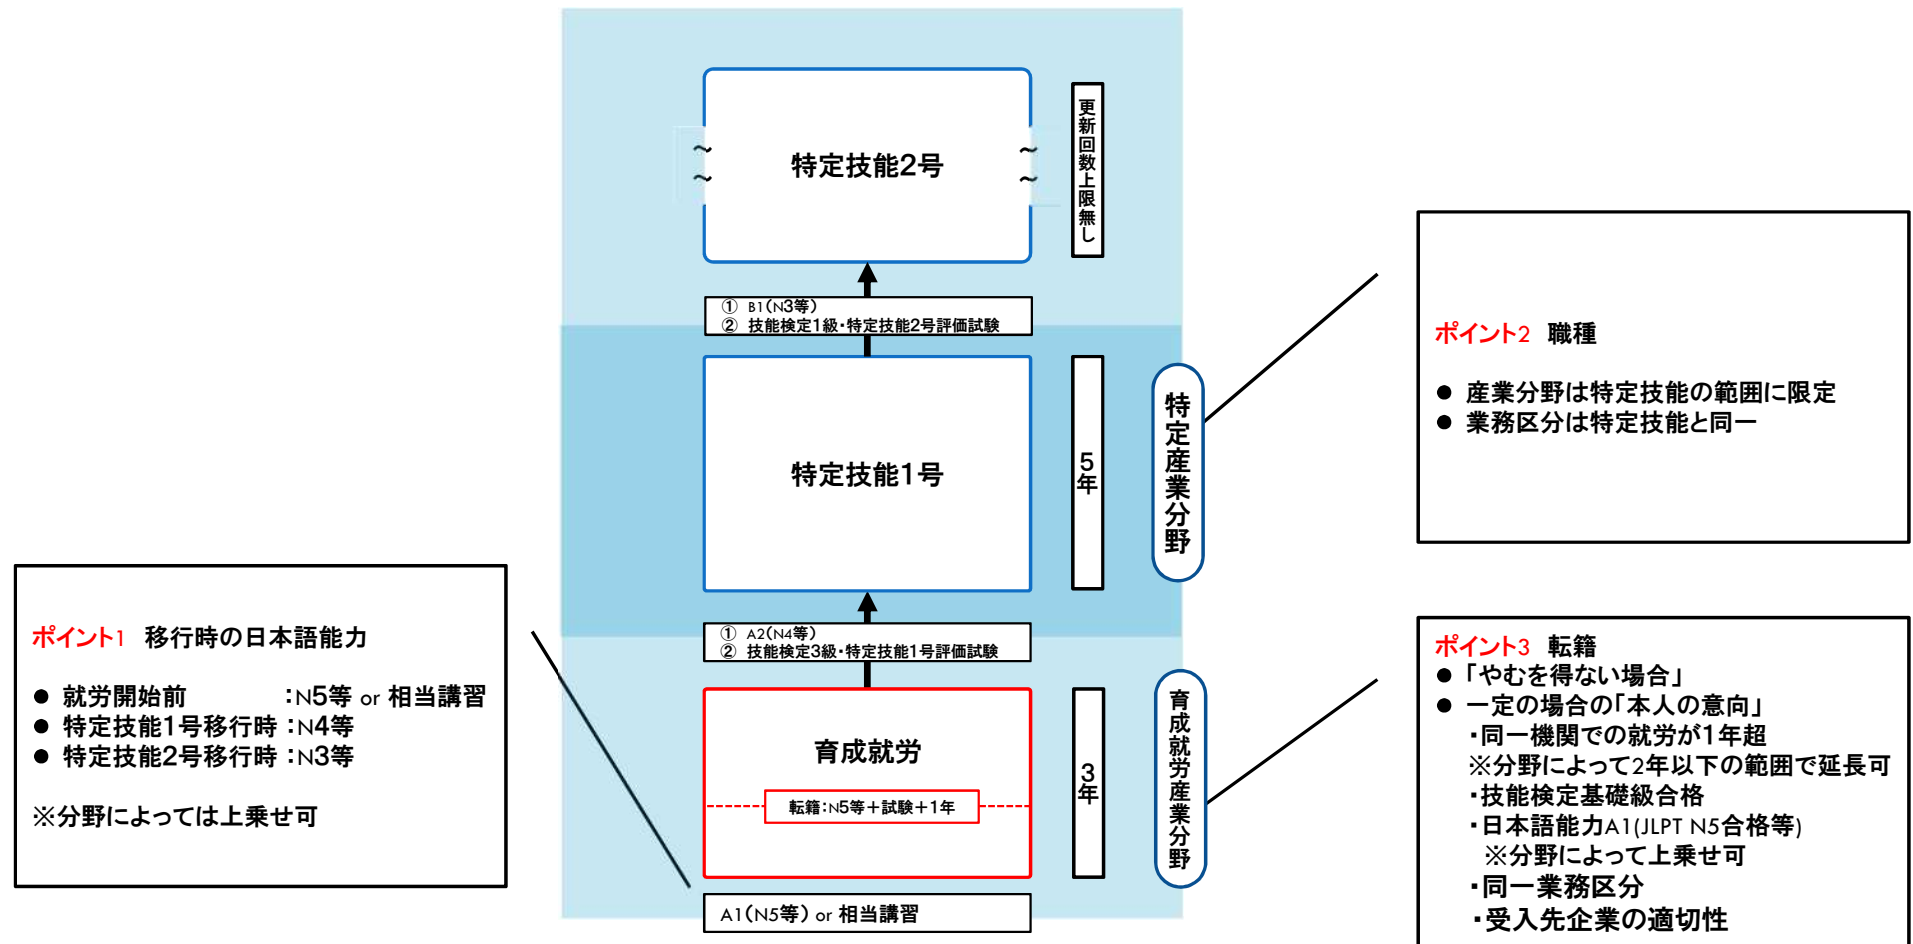 特定技能2号
更新回数上限無し
① B1(N3等)
② 技能検定1級・特定技能2号評価試験
特定技能1号
5年
特定産業分野
① A2(N4等)
② 技能検定3級・特定技能1号評価試験
育成就労
転籍:N5等+試験+1年
3年
育成就労産業分野
A1(N5等) or 相当講習
ポイント1 移行時の日本語能力
● 就労開始前 :N5等 or 相当講習
● 特定技能1号移行時:N4等
● 特定技能2号移行時:N3等
※分野によっては上乗せ可
ポイント2 職種
● 産業分野は特定技能の範囲に限定
● 業務区分は特定技能と同一
ポイント3 転籍
● 「やむを得ない場合」
● 一定の場合の「本人の意向」
・同一機関での就労が1年超
※分野によって2年以下の範囲で延長可
・技能検定基礎級合格
・日本語能力A1(JLPT N5合格等)
※分野によって上乗せ可
・同一業務区分
・受入先企業の適切性